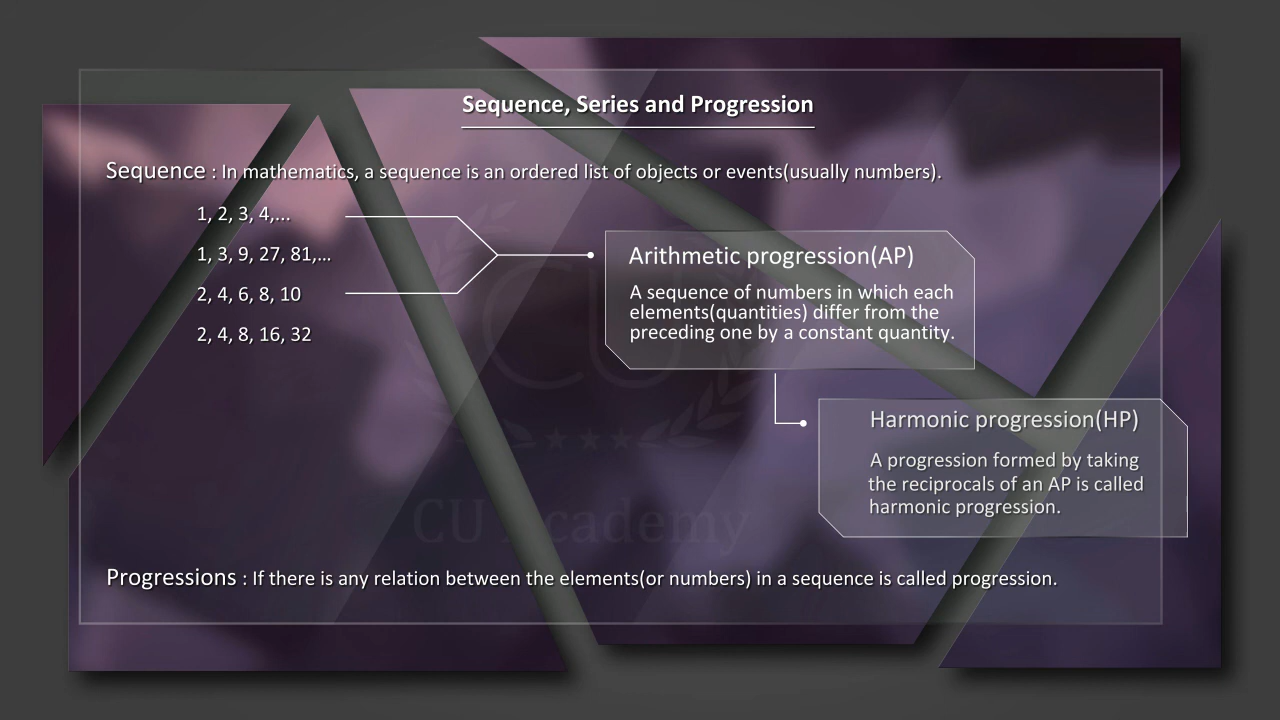 Sequence, Series and Progression
Sequence : In mathematics, a sequence is an ordered list of objects or events(usually numbers).
1, 2, 3, 4,...
1, 3, 9, 27, 81,...
2, 4, 6, 8, 10
2, 4, 8, 16, 32
Arithmetic progression(AP)
A sequence of numbers in which each
elements(quantities) differ from the
preceding one by a constant quantity.
Harmonic progression(HP)
A progression formed by taking
the reciprocals of an AP is called
harmonic progression.
CU
CU Academy
Progressions : If there is any relation between the elements(or numbers) in a sequence is called progression.